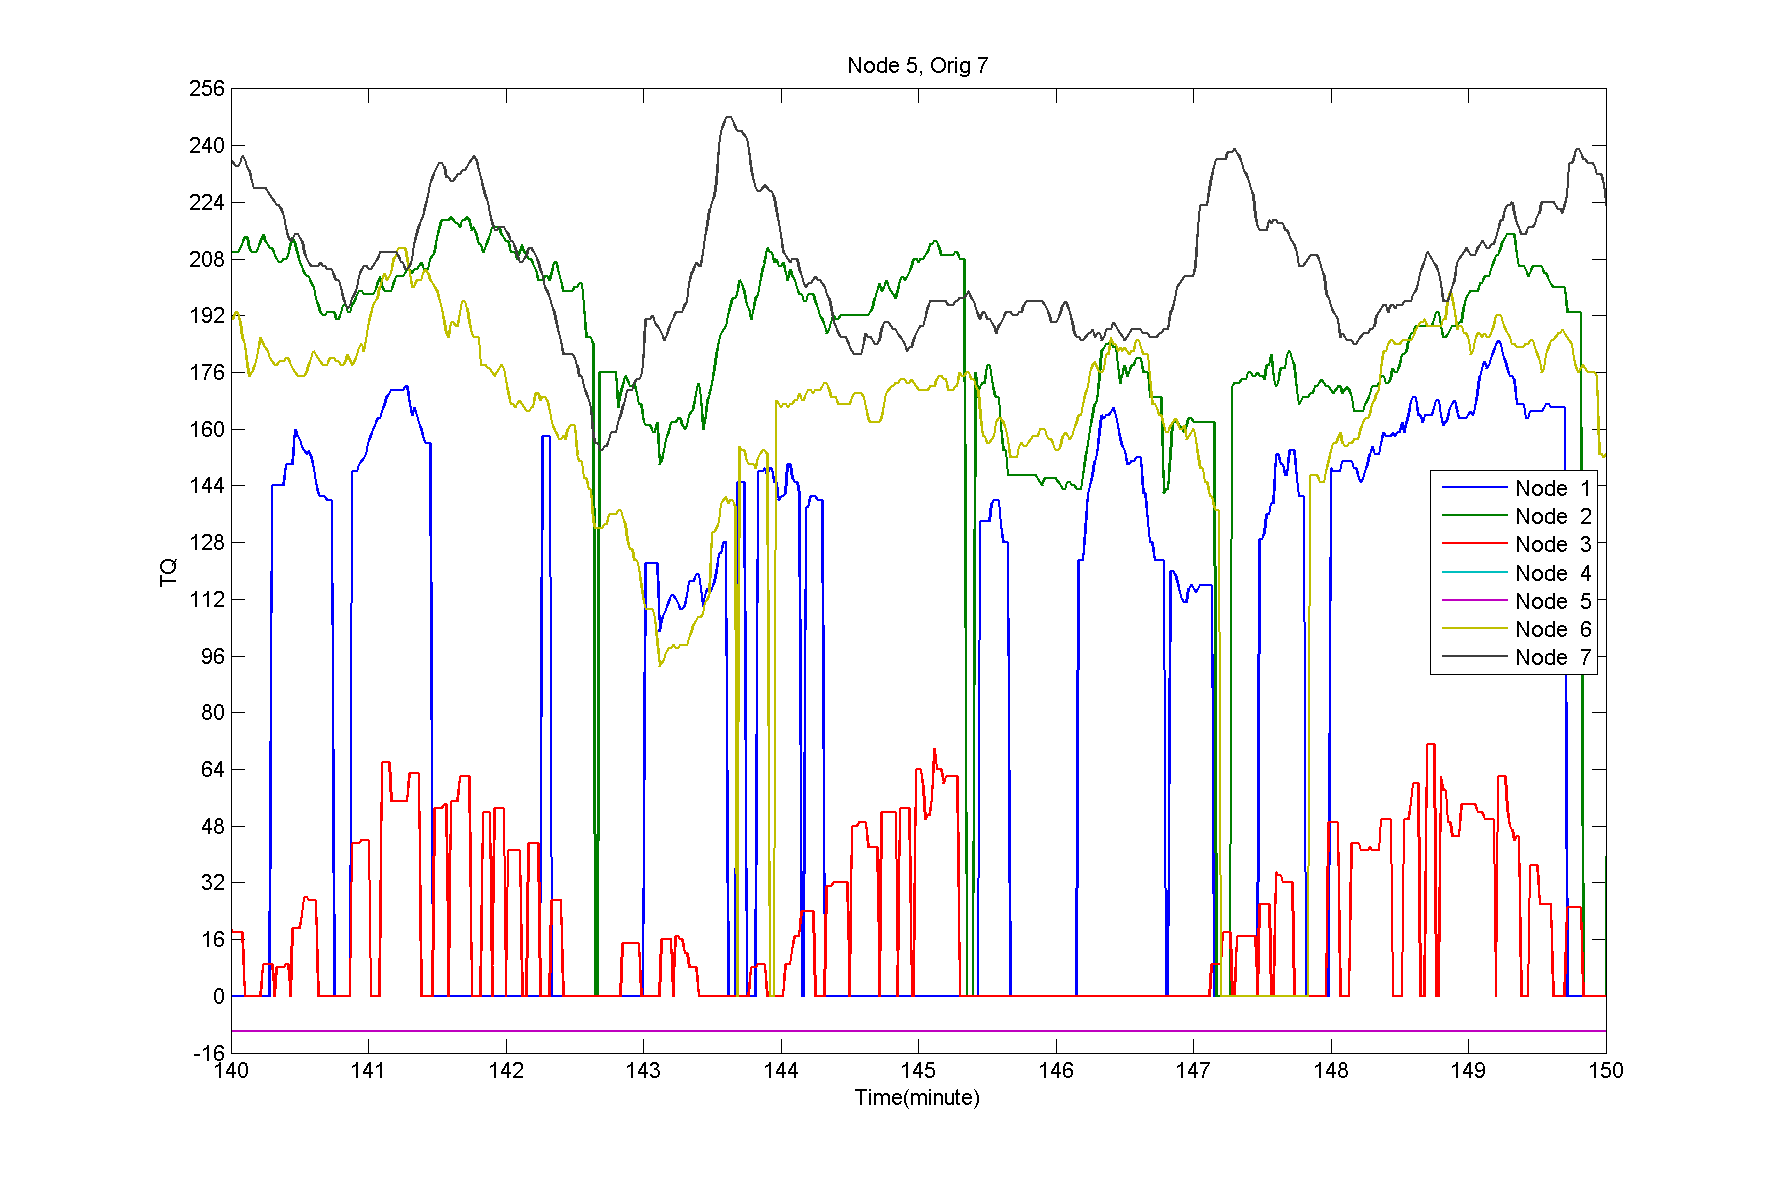 Node 5, Orig 7
256
240
224
208
192
176
160
144
128
112
96
80
64
48
32
16
0
-16
TQ
Node 1
Node 2
Node 3
Node 4
Node 5
Node 6
Node 7
140 141 142 143 144 145 146 147 148 149 150
Time(minute)